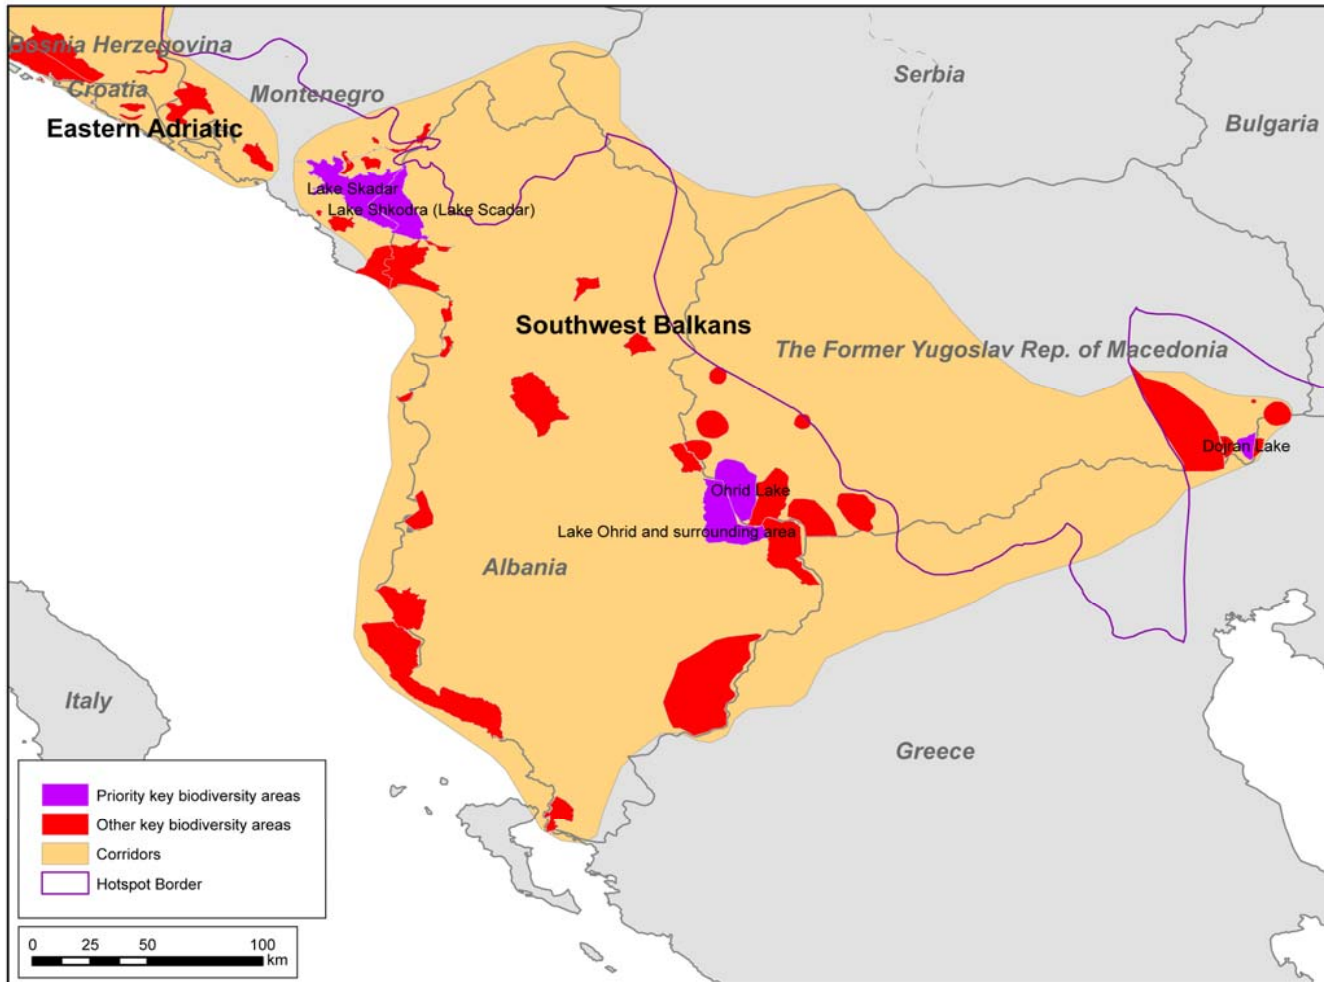 Bosnia Herzegovina
Croatia
Montenegro
Serbia
Bulgaria
Eastern Adriatic
Lake Skadar
Lake Shkodra (Lake Scadar)
Southwest Balkans
The Former Yugoslav Rep. of Macedonia
Dojran Lake
Ohrid Lake
Lake Ohrid and surrounding area
Albania
Italy
Greece
Priority key biodiversity areas
Other key biodiversity areas
Corridors
Hotspot Border
0 25 50 100
km